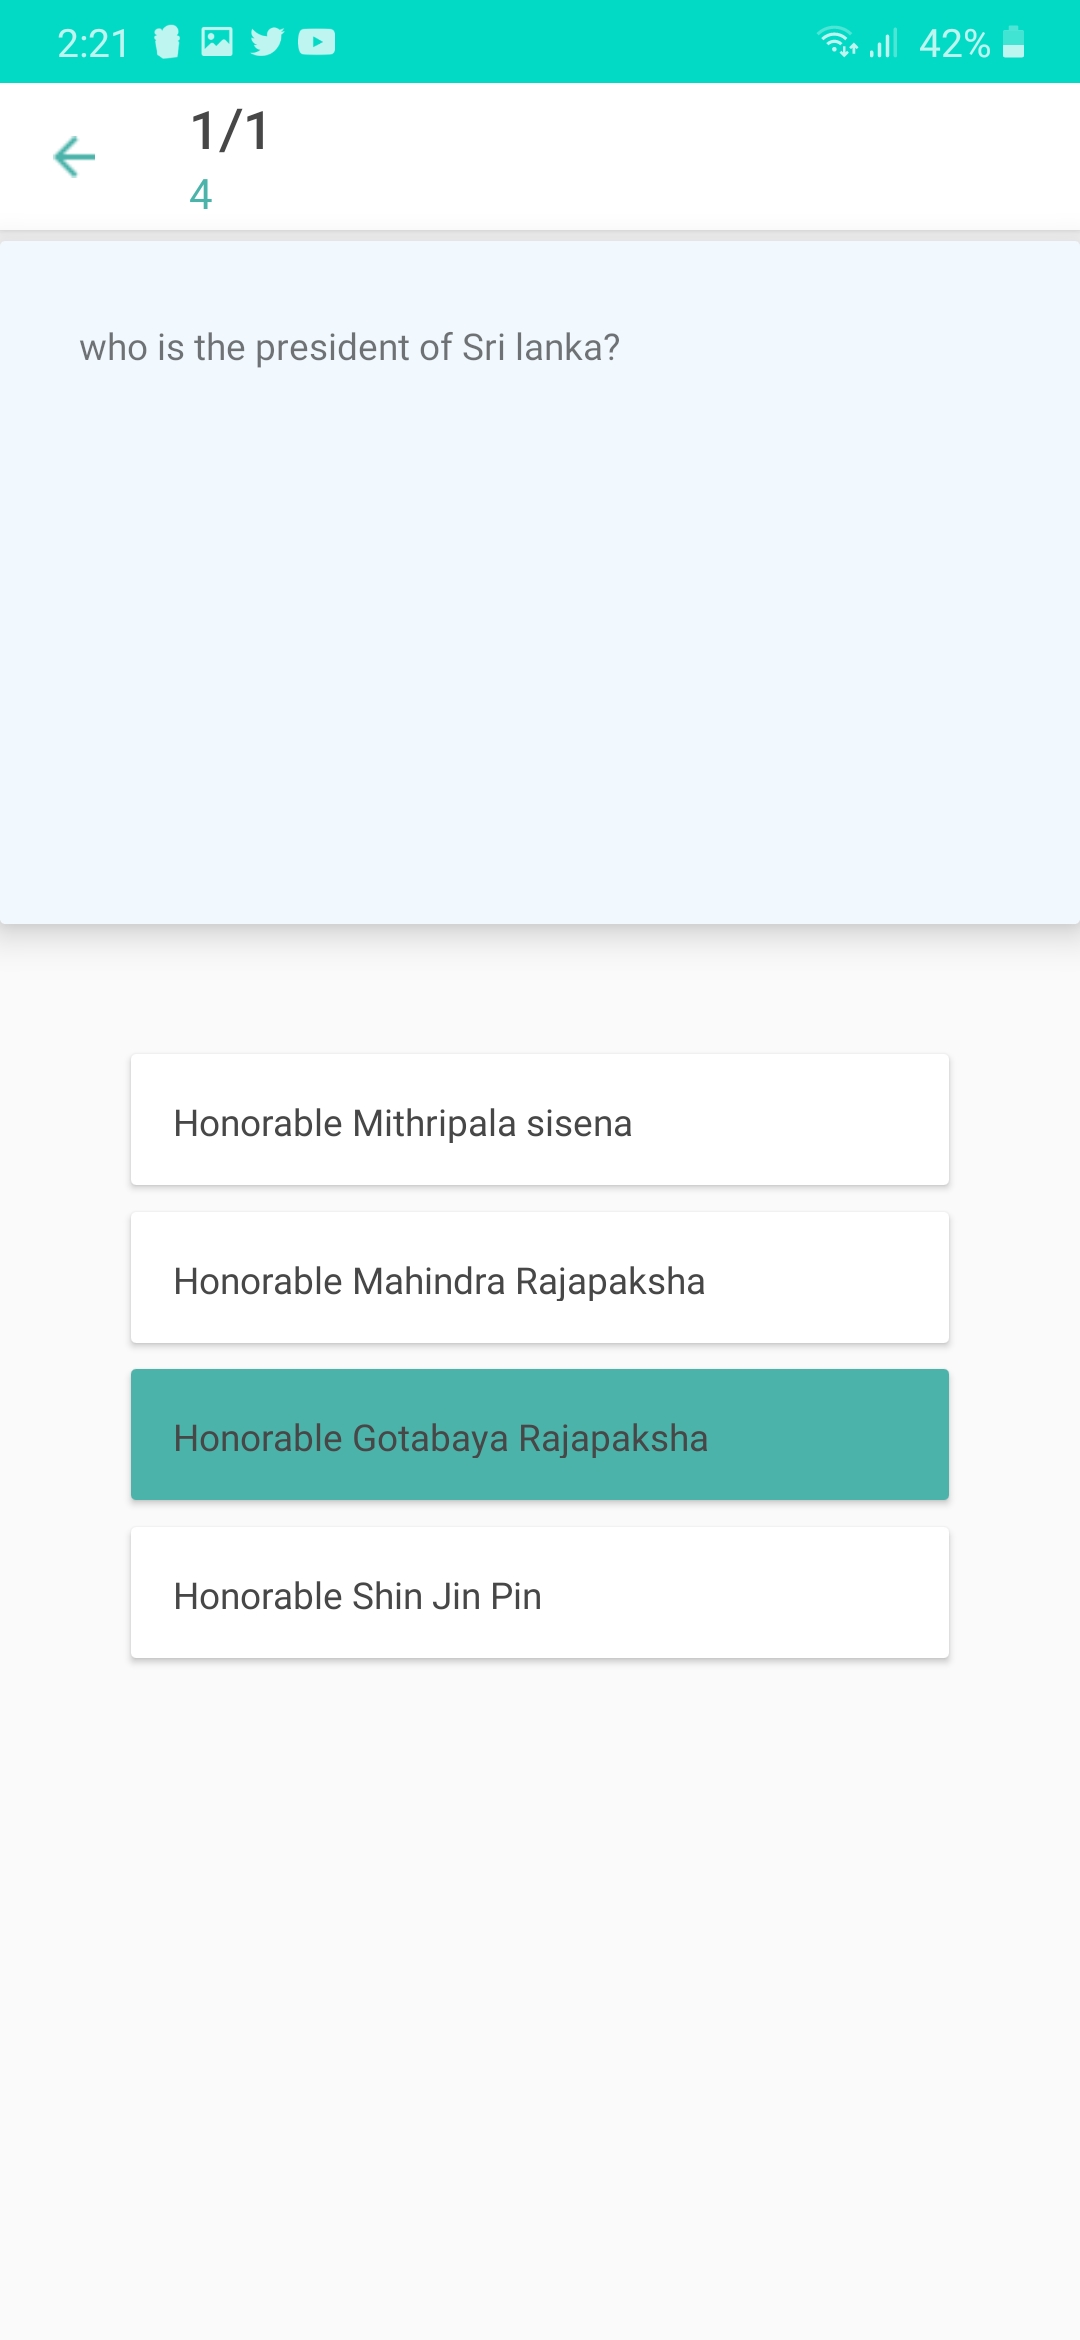 2:21 42%
1/1
4
who is the president of Sri lanka?
Honorable Mithripala sisena
Honorable Mahindra Rajapaksha
Honorable Gotabaya Rajapaksha
Honorable Shin Jin Pin